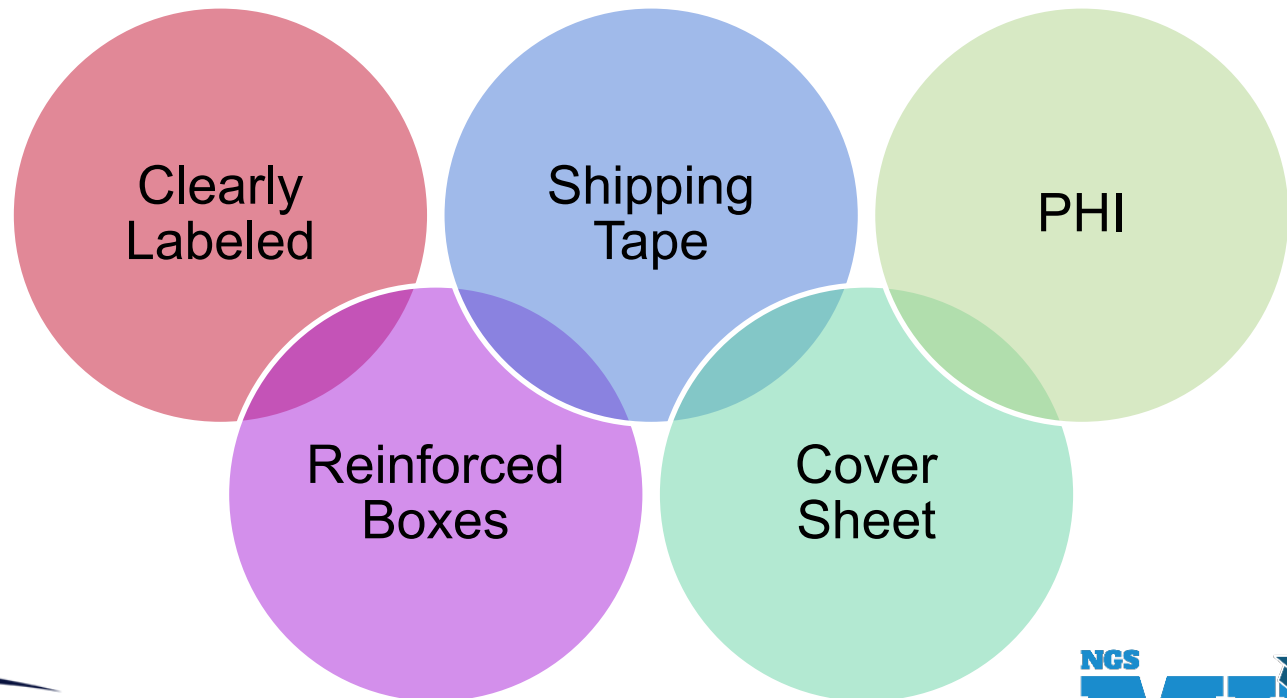 Clearly
Labeled
Shipping
Tape
PHI
Reinforced
Boxes
Cover
Sheet
NGS